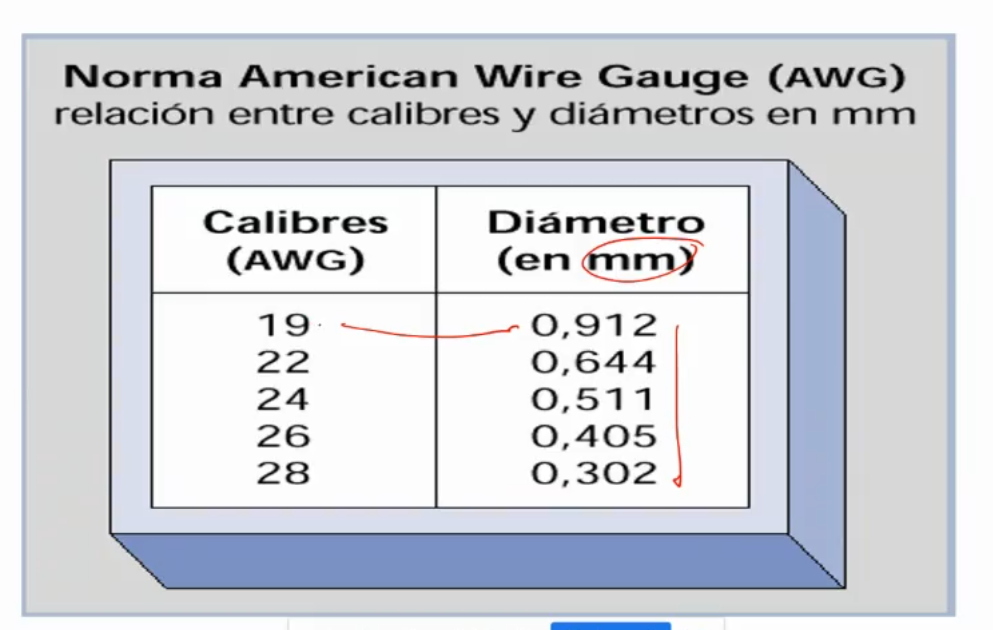 Norma American Wire Gauge (AWG)
relación entre calibres y diámetros en mm
Calibres (AWG)
Diámetro (en mm)
19 0,912
22 0,644
24 0,511
26 0,405
28 0,302